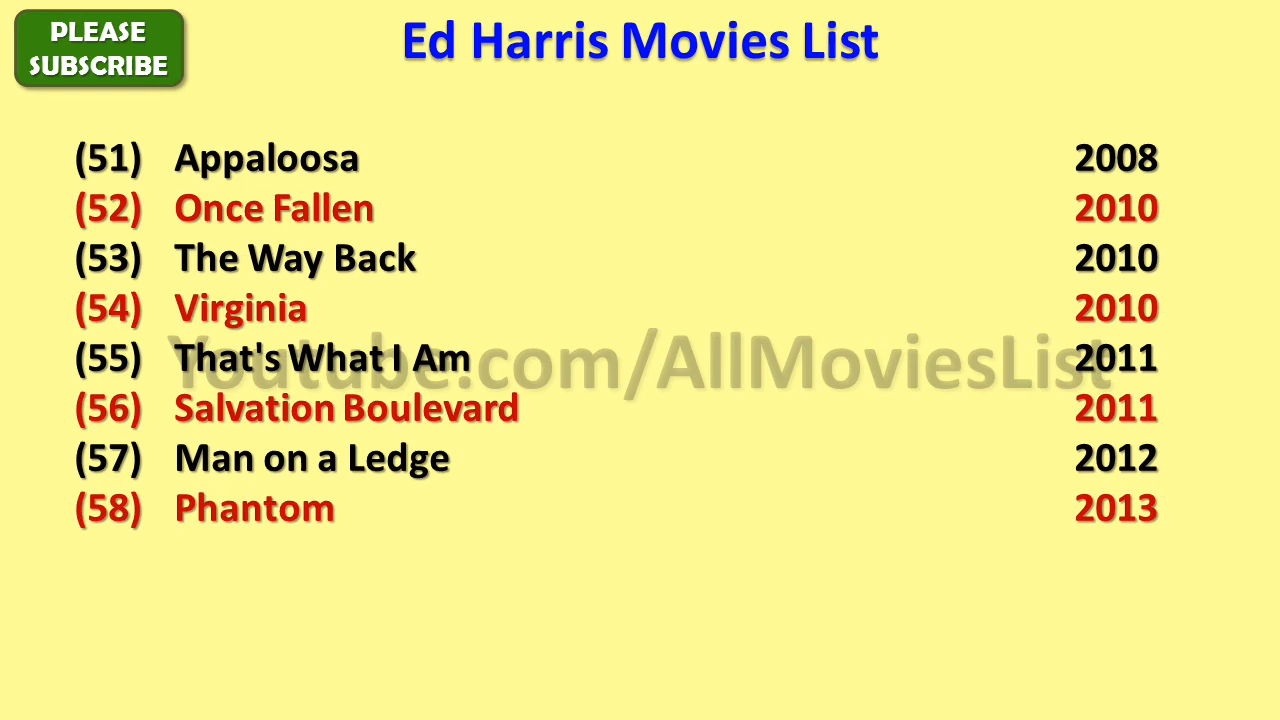 PLEASE
SUBSCRIBE
Ed Harris Movies List
(51) Appaloosa 2008
(52) Once Fallen 2010
(53) The Way Back 2010
(54) Virginia 2010
Youtube.com/AllMoviesList
(55) That's What I Am 2011
(56) Salvation Boulevard 2011
(57) Man on a Ledge 2012
(58) Phantom 2013